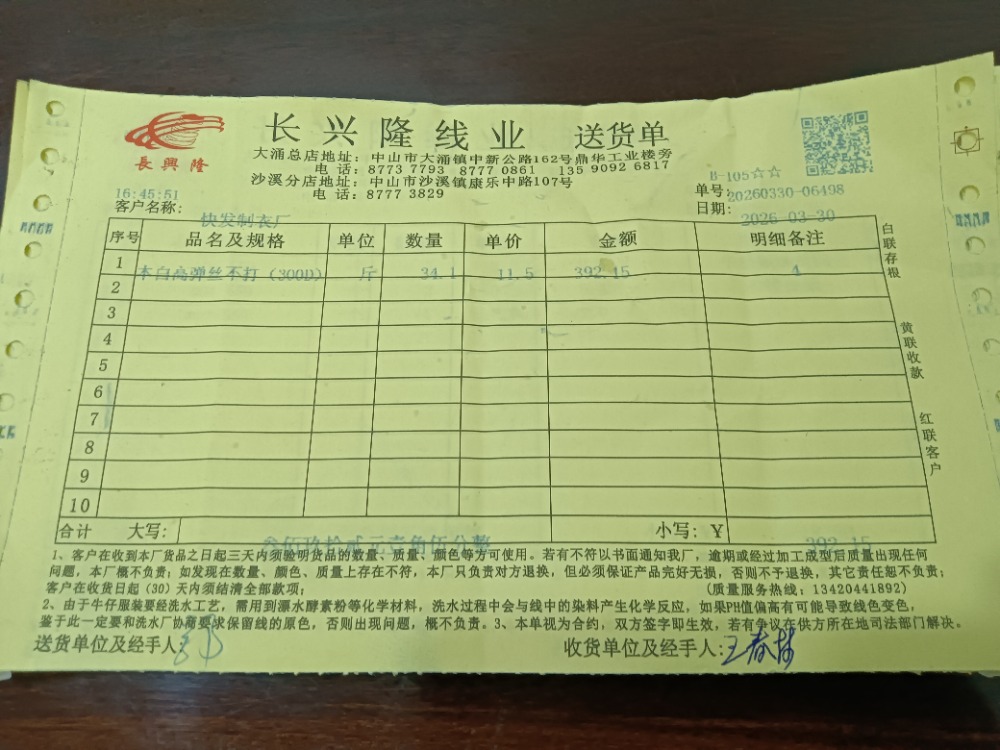 長興隆
长兴隆线业 送货单
大涌总店地址：中山市大涌镇中新公路162号鼎华工业楼旁
电话：8773 7793 8777 0861 135 9092 6817
沙溪分店地址：中山市沙溪镇康乐中路107号
电话：8777 3829
B-105☆☆
16:45:51
单号：20260330-06498
客户名称：快发制衣厂
日期：2026-03-30
序号 品名及规格 单位 数量 单价 金额 明细备注
1 本白高弹丝不打 (300D) 斤 34.1 11.5 392.15 4
2
3
4
5
6
7
8
9
10
合计 大写：叁佰玖拾贰元壹角伍分整 小写：￥ 392.15
白联存根
黄联收款
红联客户
1、客户在收到本厂货品之日起三天内须验明货品的数量、质量、颜色等方可使用。若有不符以书面通知我厂，逾期或经过加工成型后质量出现任何
问题，本厂概不负责；如发现在数量、颜色、质量上存在不符，本厂只负责对方退换，但必须保证产品完好无损，否则不予退换，其它责任恕不负责；
客户在收货日起（30）天内须结清全部款项； （质量服务热线：13420441892）
2、由于牛仔服装要经洗水工艺，需用到漂水酵素粉等化学材料，洗水过程中会与线中的染料产生化学反应，如果PH值偏高有可能导致线色变色，
鉴于此一定要和洗水厂协商要求保留线的原色，否则出现问题，概不负责。3、本单视为合约，双方签字即生效，若有争议在供方所在地司法部门解决。
送货单位及经手人：
收货单位及经手人：王春梅